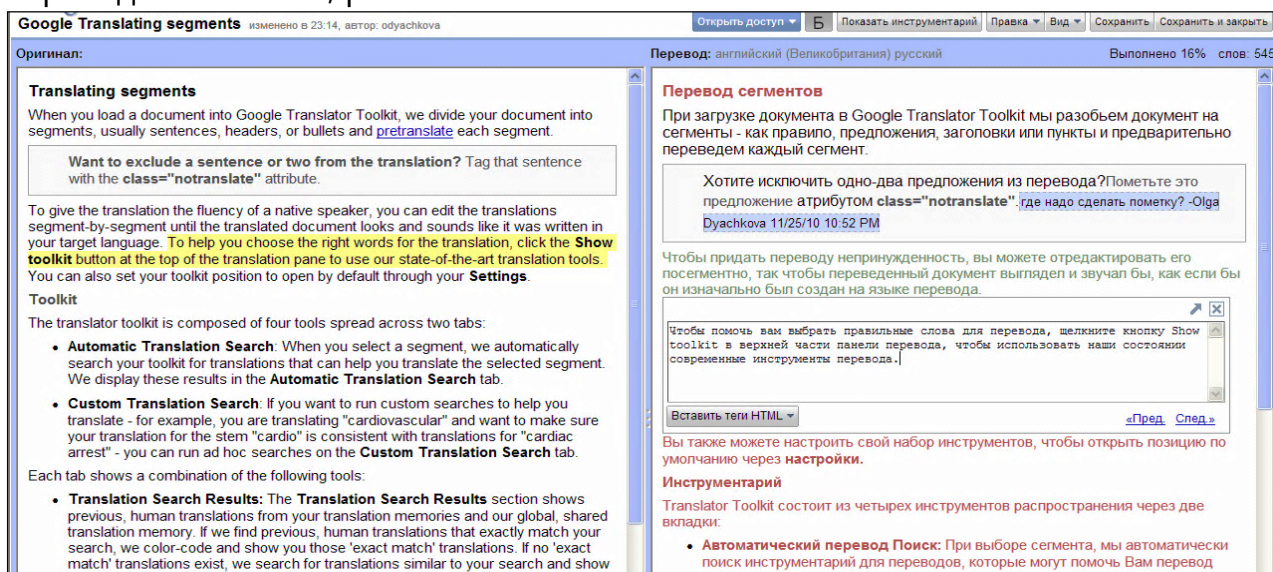 Google Translating segments изменено в 23:14, автор: odyachkova
Открыть доступ Б Показать инструментарий Правка Вид Сохранить Сохранить и закрыть
Оригинал:
Translating segments
When you load a document into Google Translator Toolkit, we divide your document into
segments, usually sentences, headers, or bullets and pretranslate each segment.
Want to exclude a sentence or two from the translation? Tag that sentence
with the class="notranslate" attribute.
To give the translation the fluency of a native speaker, you can edit the translations
segment-by-segment until the translated document looks and sounds like it was written in
your target language. To help you choose the right words for the translation, click the Show
toolkit button at the top of the translation pane to use our state-of-the-art translation tools.
You can also set your toolkit position to open by default through your Settings.
Toolkit
The translator toolkit is composed of four tools spread across two tabs:
• Automatic Translation Search: When you select a segment, we automatically
search your toolkit for translations that can help you translate the selected segment.
We display these results in the Automatic Translation Search tab.
• Custom Translation Search: If you want to run custom searches to help you
translate - for example, you are translating "cardiovascular" and want to make sure
your translation for the stem "cardio" is consistent with translations for "cardiac
arrest" - you can run ad hoc searches on the Custom Translation Search tab.
Each tab shows a combination of the following tools:
• Translation Search Results: The Translation Search Results section shows
previous, human translations from your translation memories and our global, shared
translation memory. If we find previous, human translations that exactly match your
search, we color-code and show you those 'exact match' translations. If no 'exact
match' translations exist, we search for translations similar to your search and show
Перевод: английский (Великобритания) русский Выполнено 16% слов: 545
Перевод сегментов
При загрузке документа в Google Translator Toolkit мы разобьем документ на
сегменты - как правило, предложения, заголовки или пункты и предварительно
переведем каждый сегмент.
Хотите исключить одно-два предложения из перевода?Пометьте это
предложение атрибутом class="notranslate".где надо сделать пометку? -Olga
Dyachkova 11/25/10 10:52 PM
Чтобы придать переводу непринужденность, вы можете отредактировать его
посегментно, так чтобы переведенный документ выглядел и звучал бы, как если бы
он изначально был создан на языке перевода.
Чтобы помочь вам выбрать правильные слова для перевода, щелкните кнопку Show
toolkit в верхней части панели перевода, чтобы использовать наши состоянии
современные инструменты перевода.
Вставить теги HTML «Пред. След.»
Вы также можете настроить свой набор инструментов, чтобы открыть позицию по
умолчанию через настройки.
Инструментарий
Translator Toolkit состоит из четырех инструментов распространения через две
вкладки:
• Автоматический перевод Поиск: При выборе сегмента, мы автоматически
поиск инструментарий для переводов, которые могут помочь Вам перевод